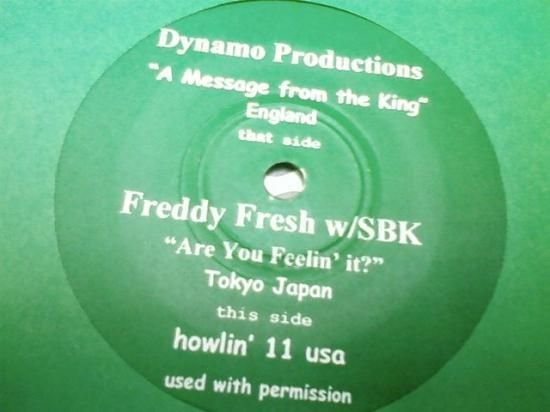 Dynamo Productions
"A Message from the King"
England
that side
Freddy Fresh w/SBK
"Are You Feelin' it?"
Tokyo Japan
this side
howlin' 11 usa
used with permission